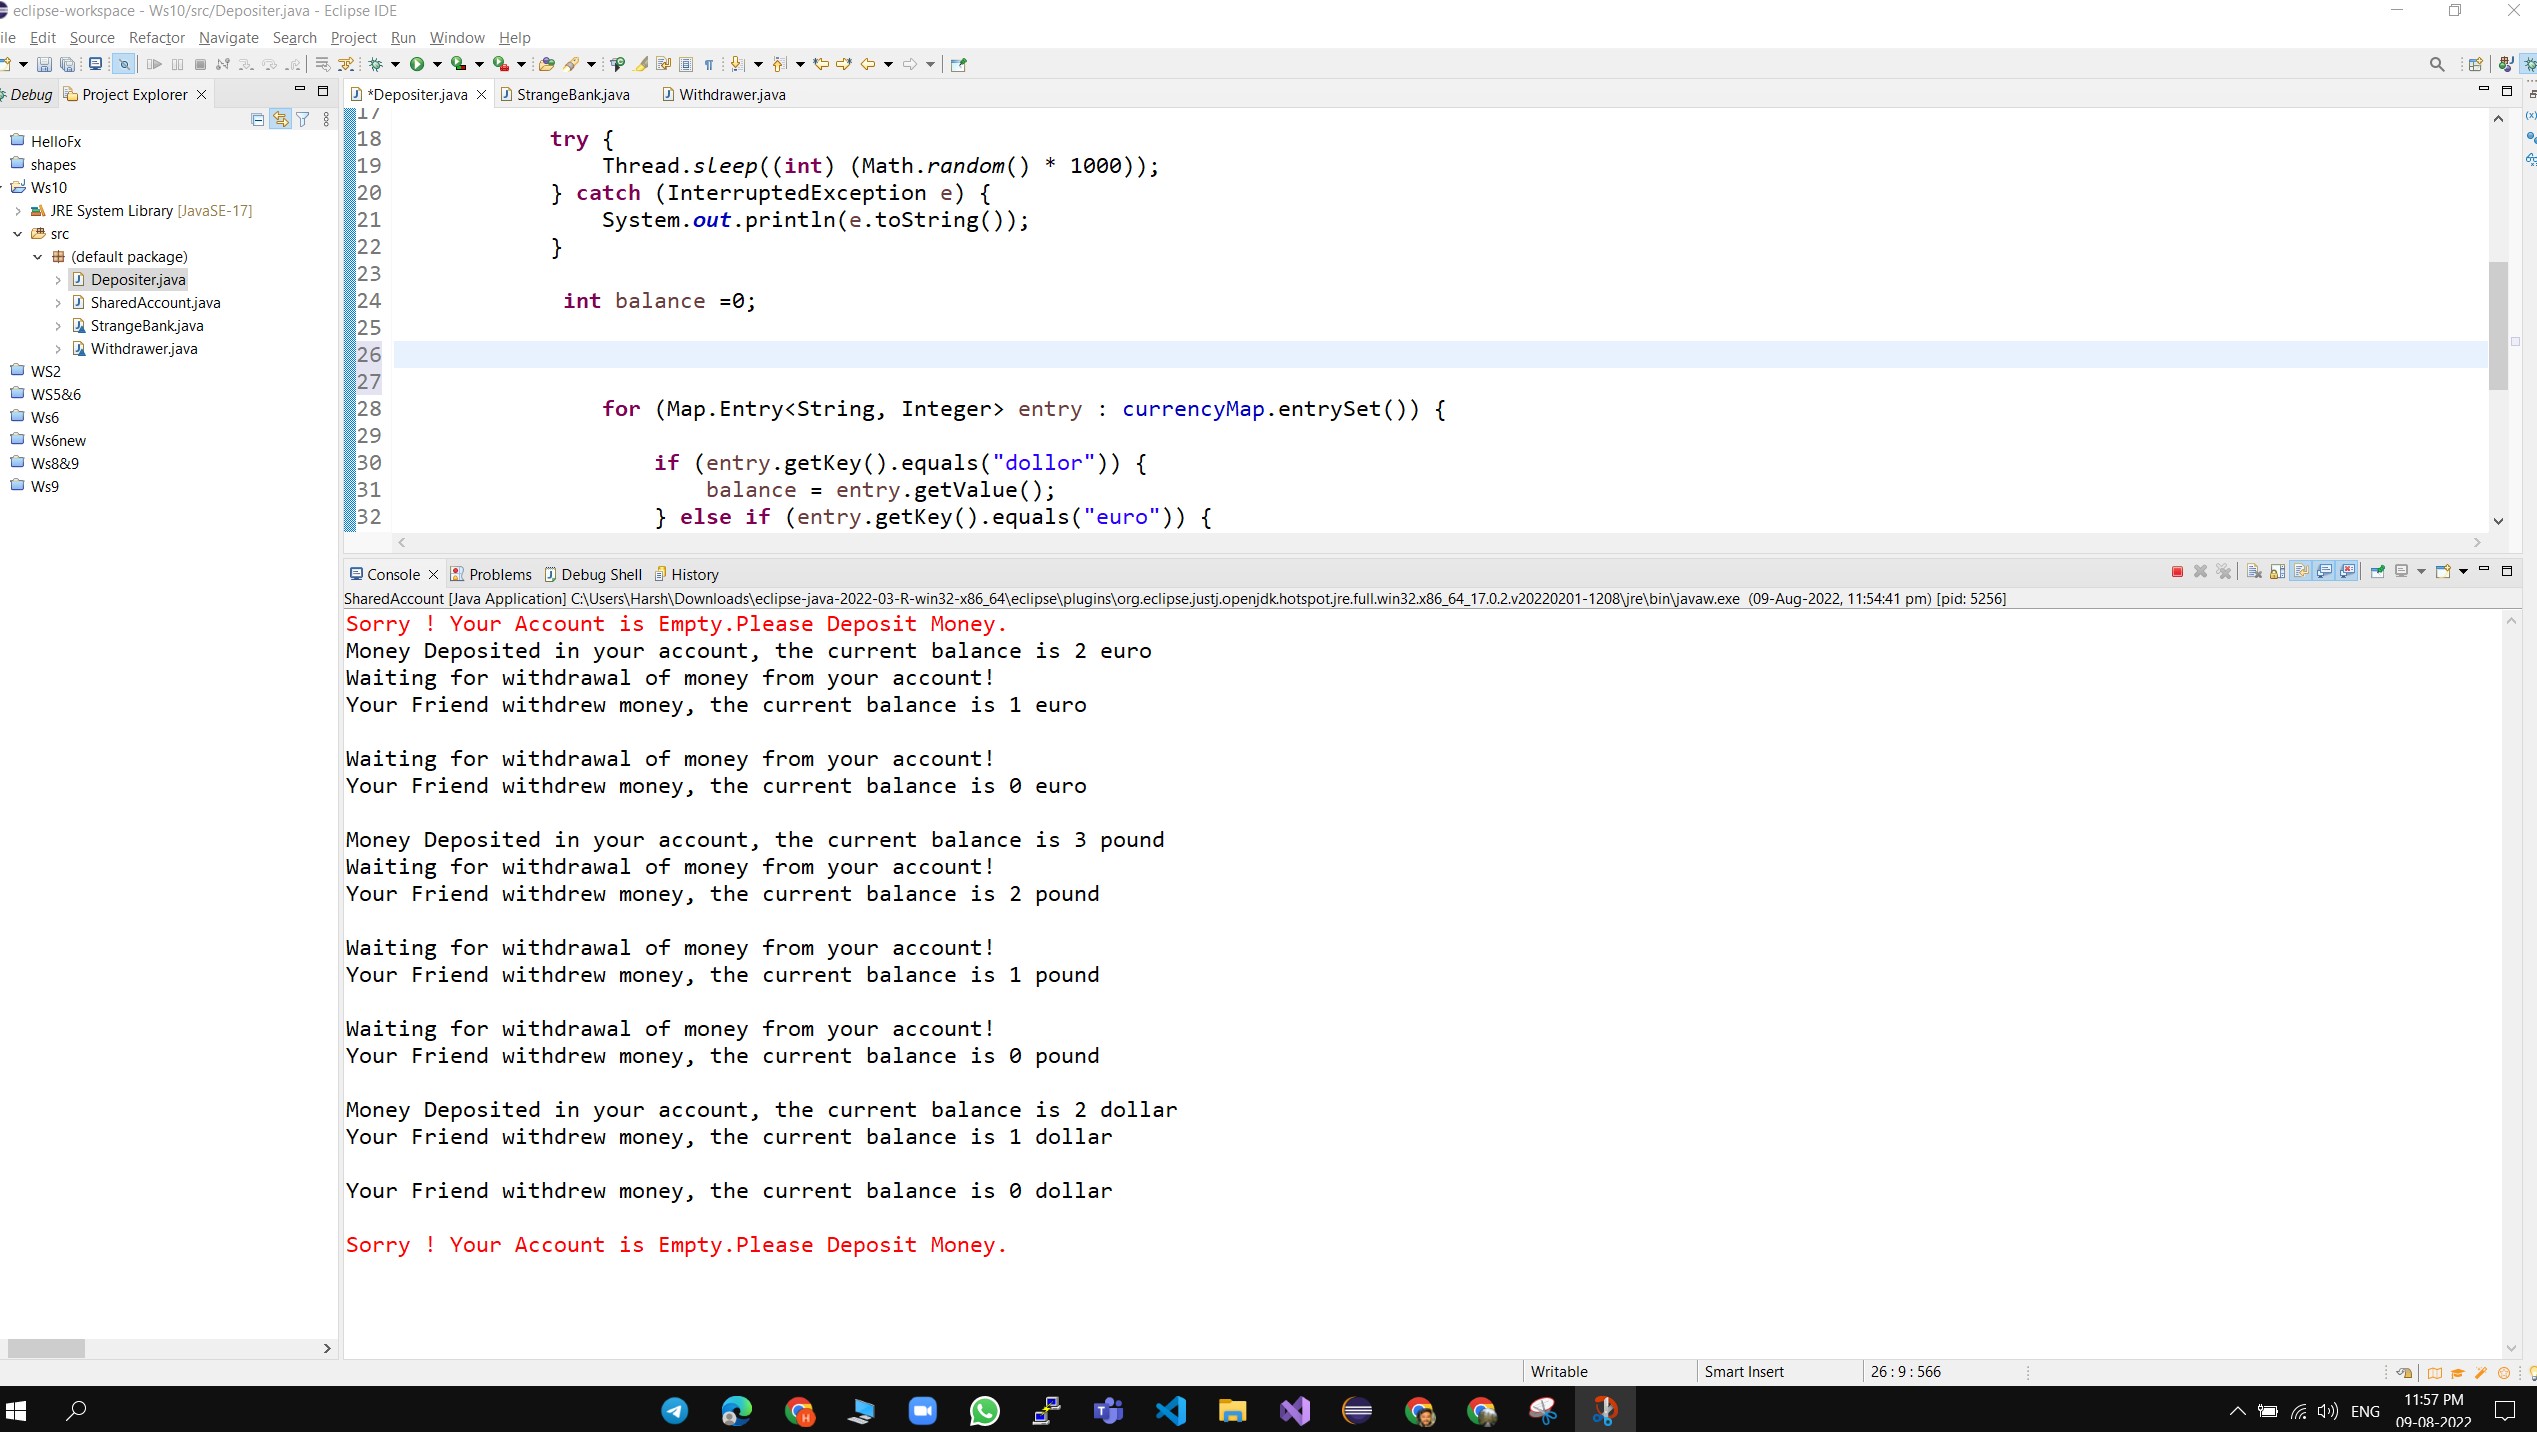 eclipse-workspace - Ws10/src/Depositer.java - Eclipse IDE
ile Edit Source Refactor Navigate Search Project Run Window Help
Debug Project Explorer
*Depositer.java StrangeBank.java Withdrawer.java
HelloFx
shapes
Ws10
JRE System Library [JavaSE-17]
src
(default package)
Depositer.java
SharedAccount.java
StrangeBank.java
Withdrawer.java
WS2
WS5&6
Ws6
Ws6new
Ws8&9
Ws9
17
18 try {
19 Thread.sleep((int) (Math.random() * 1000));
20 } catch (InterruptedException e) {
21 System.out.println(e.toString());
22 }
23
24 int balance =0;
25
26
27
28 for (Map.Entry<String, Integer> entry : currencyMap.entrySet()) {
29
30 if (entry.getKey().equals("dollor")) {
31 balance = entry.getValue();
32 } else if (entry.getKey().equals("euro")) {
Console Problems Debug Shell History
SharedAccount [Java Application] C:\Users\Harsh\Downloads\eclipse-java-2022-03-R-win32-x86_64\eclipse\plugins\org.eclipse.justj.openjdk.hotspot.jre.full.win32.x86_64_17.0.2.v20220201-1208\jre\bin\javaw.exe (09-Aug-2022, 11:54:41 pm) [pid: 5256]
Sorry ! Your Account is Empty.Please Deposit Money.
Money Deposited in your account, the current balance is 2 euro
Waiting for withdrawal of money from your account!
Your Friend withdrew money, the current balance is 1 euro
Waiting for withdrawal of money from your account!
Your Friend withdrew money, the current balance is 0 euro
Money Deposited in your account, the current balance is 3 pound
Waiting for withdrawal of money from your account!
Your Friend withdrew money, the current balance is 2 pound
Waiting for withdrawal of money from your account!
Your Friend withdrew money, the current balance is 1 pound
Waiting for withdrawal of money from your account!
Your Friend withdrew money, the current balance is 0 pound
Money Deposited in your account, the current balance is 2 dollar
Your Friend withdrew money, the current balance is 1 dollar
Your Friend withdrew money, the current balance is 0 dollar
Sorry ! Your Account is Empty.Please Deposit Money.
Writable Smart Insert 26 : 9 : 566
ENG
11:57 PM
09-08-2022